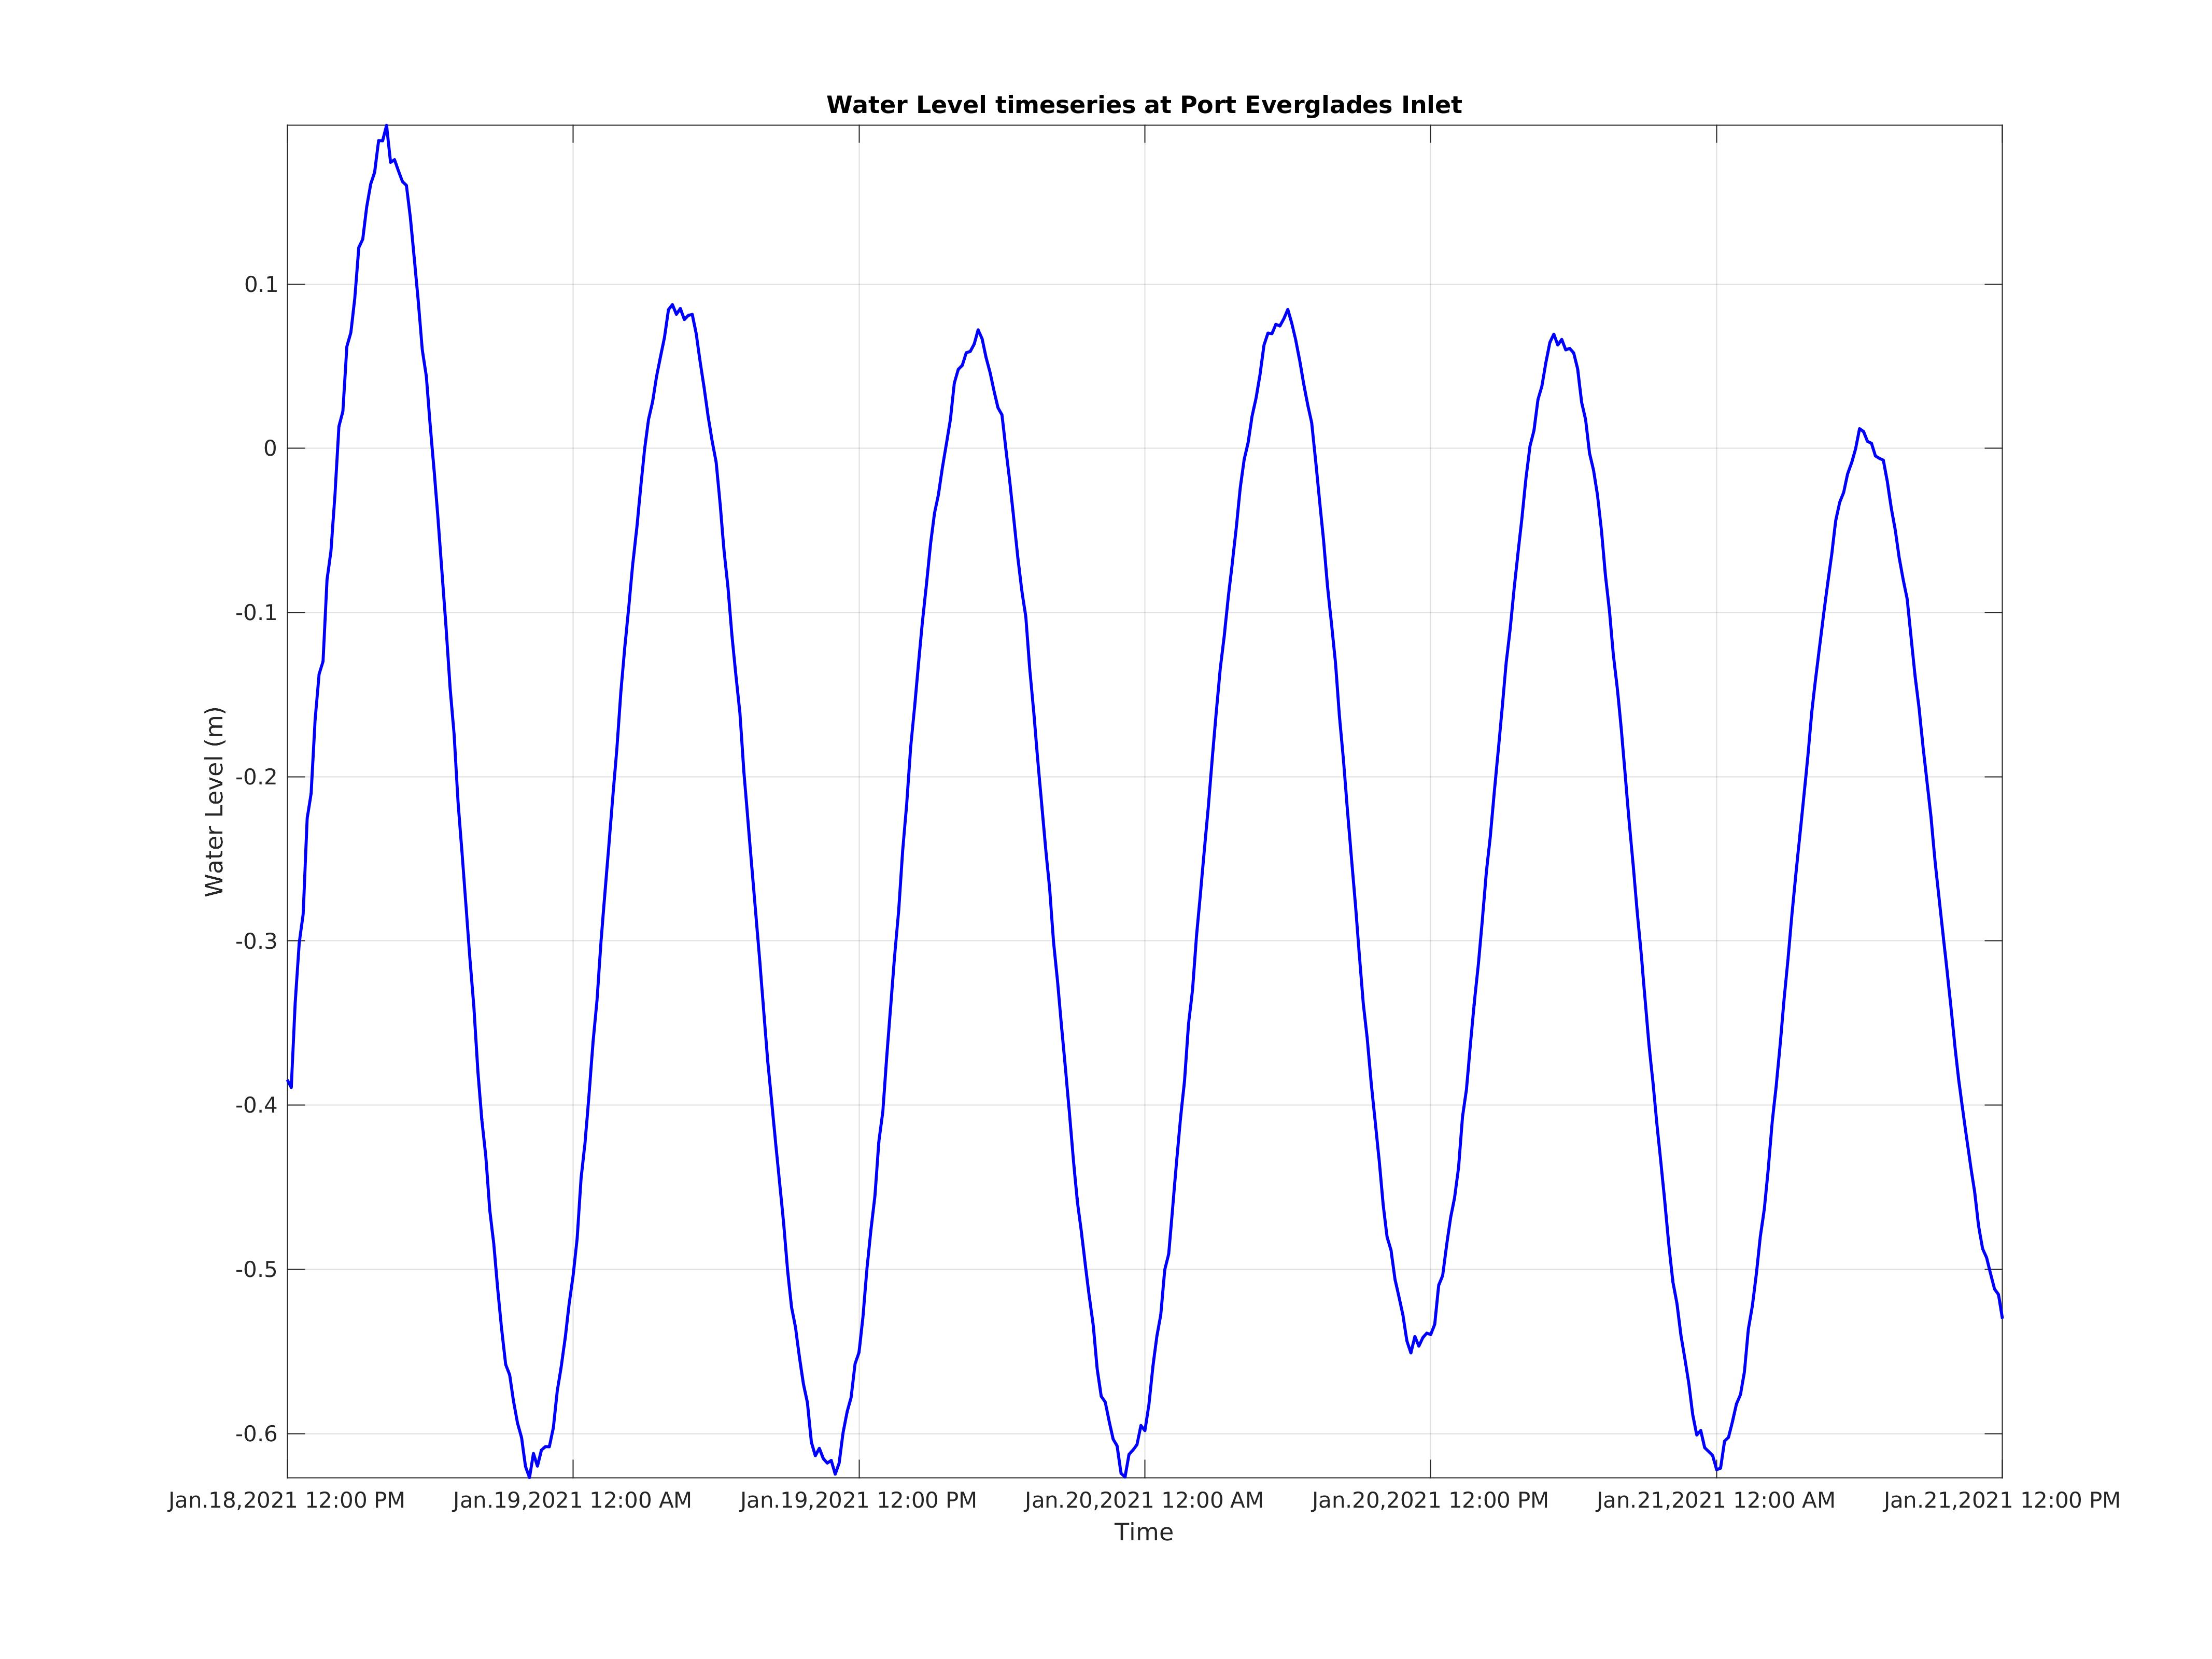 Water Level timeseries at Port Everglades Inlet
0.1
0
-0.1
-0.2
-0.3
-0.4
-0.5
-0.6
Water Level (m)
Jan.18,2021 12:00 PM
Jan.19,2021 12:00 AM
Jan.19,2021 12:00 PM
Jan.20,2021 12:00 AM
Jan.20,2021 12:00 PM
Jan.21,2021 12:00 AM
Jan.21,2021 12:00 PM
Time